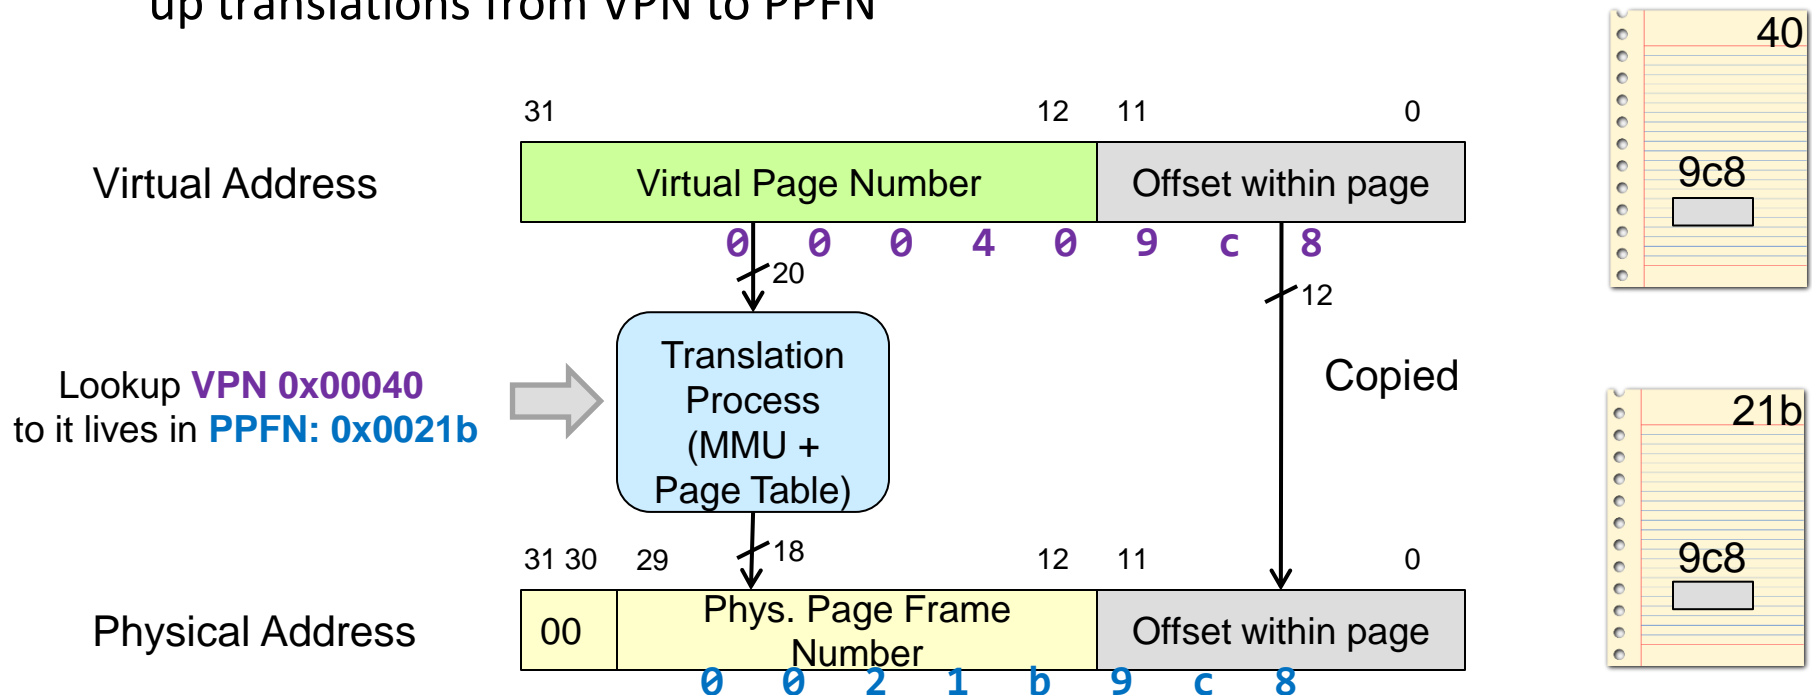 up translations from VPN to PPFN
40
31 12 11 0
Virtual Address
Virtual Page Number
Offset within page
9c8
0 0 0 4 0 9 c 8
20
12
Translation
Process
(MMU +
Page Table)
Lookup VPN 0x00040
to it lives in PPFN: 0x0021b
Copied
21b
18
31 30 29 12 11 0
9c8
Physical Address
00
Phys. Page Frame
Number
Offset within page
0 0 2 1 b 9 c 8